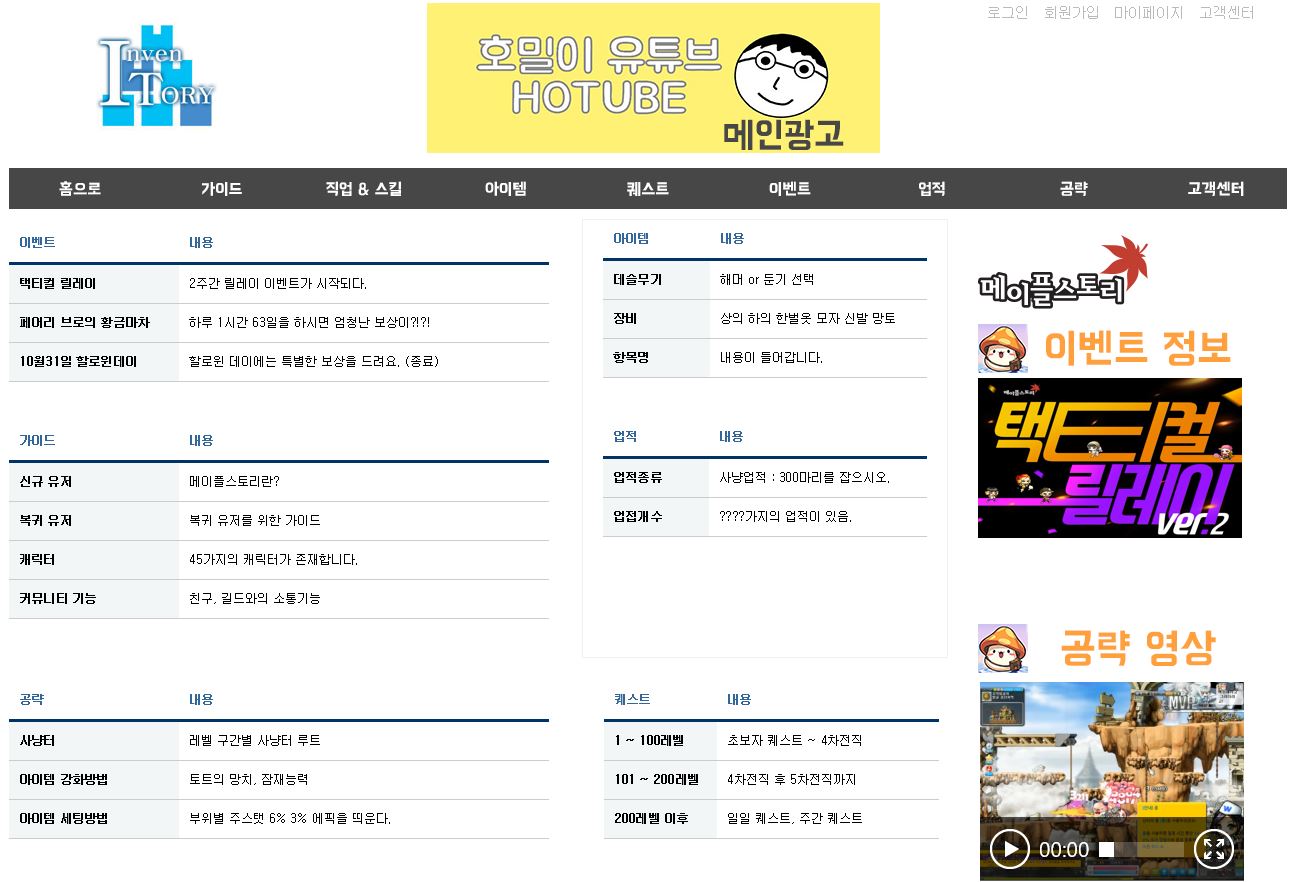 로그인 회원가입 마이페이지 고객센터
Inven
Tory
호밀이 유튜브
HOTUBE
메인광고
홈으로 가이드 직업 & 스킬 아이템 퀘스트 이벤트 업적 공략 고객센터
이벤트 내용
택티컬 릴레이 2주간 릴레이 이벤트가 시작되다.
페어리 브로의 황금마차 하루 1시간 63일을 하시면 엄청난 보상이?!?!
10월31일 할로윈데이 할로윈 데이에는 특별한 보상을 드려요. (종료)
가이드 내용
신규 유저 메이플스토리란?
복귀 유저 복귀 유저를 위한 가이드
캐릭터 45가지의 캐릭터가 존재합니다.
커뮤니티 기능 친구, 길드와의 소통기능
공략 내용
사냥터 레벨 구간별 사냥터 루트
아이템 강화방법 토트의 망치, 잠재능력
아이템 세팅방법 부위별 주스탯 6% 3% 에픽을 띄운다.
아이템 내용
데슬무기 해머 or 둔기 선택
장비 상의 하의 한벌옷 모자 신발 망토
항목명 내용이 들어갑니다.
업적 내용
업적종류 사냥업적 : 300마리를 잡으시오.
업접개수 ????가지의 업적이 있음.
퀘스트 내용
1 ~ 100레벨 초보자 퀘스트 ~ 4차전직
101 ~ 200레벨 4차전직 후 5차전직까지
200레벨 이후 일일 퀘스트, 주간 퀘스트
메이플스토리
이벤트 정보
메이플스토리
택티컬
릴레이
ver.2
공략 영상
MVP
00:00